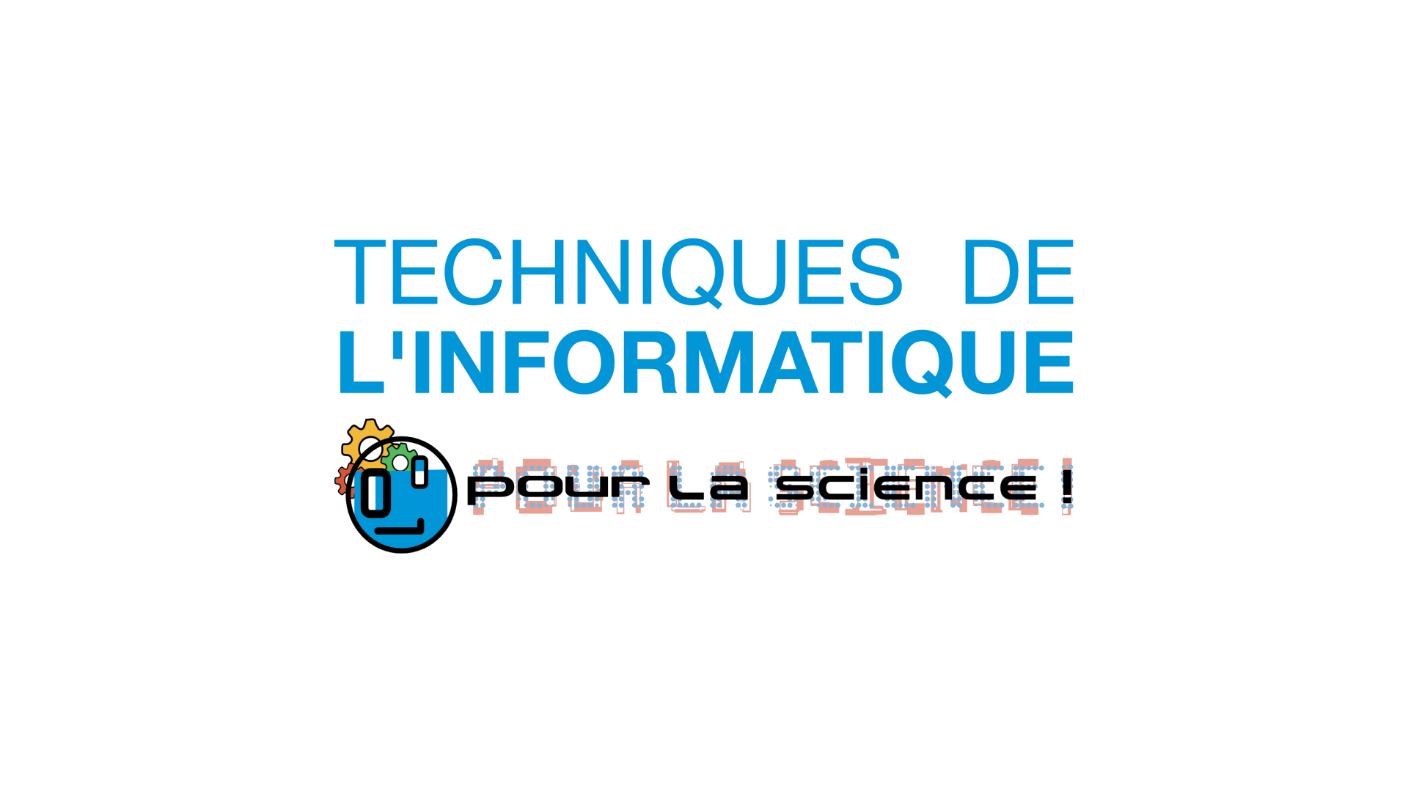 TECHNIQUES DE
L'INFORMATIQUE
pour la science !